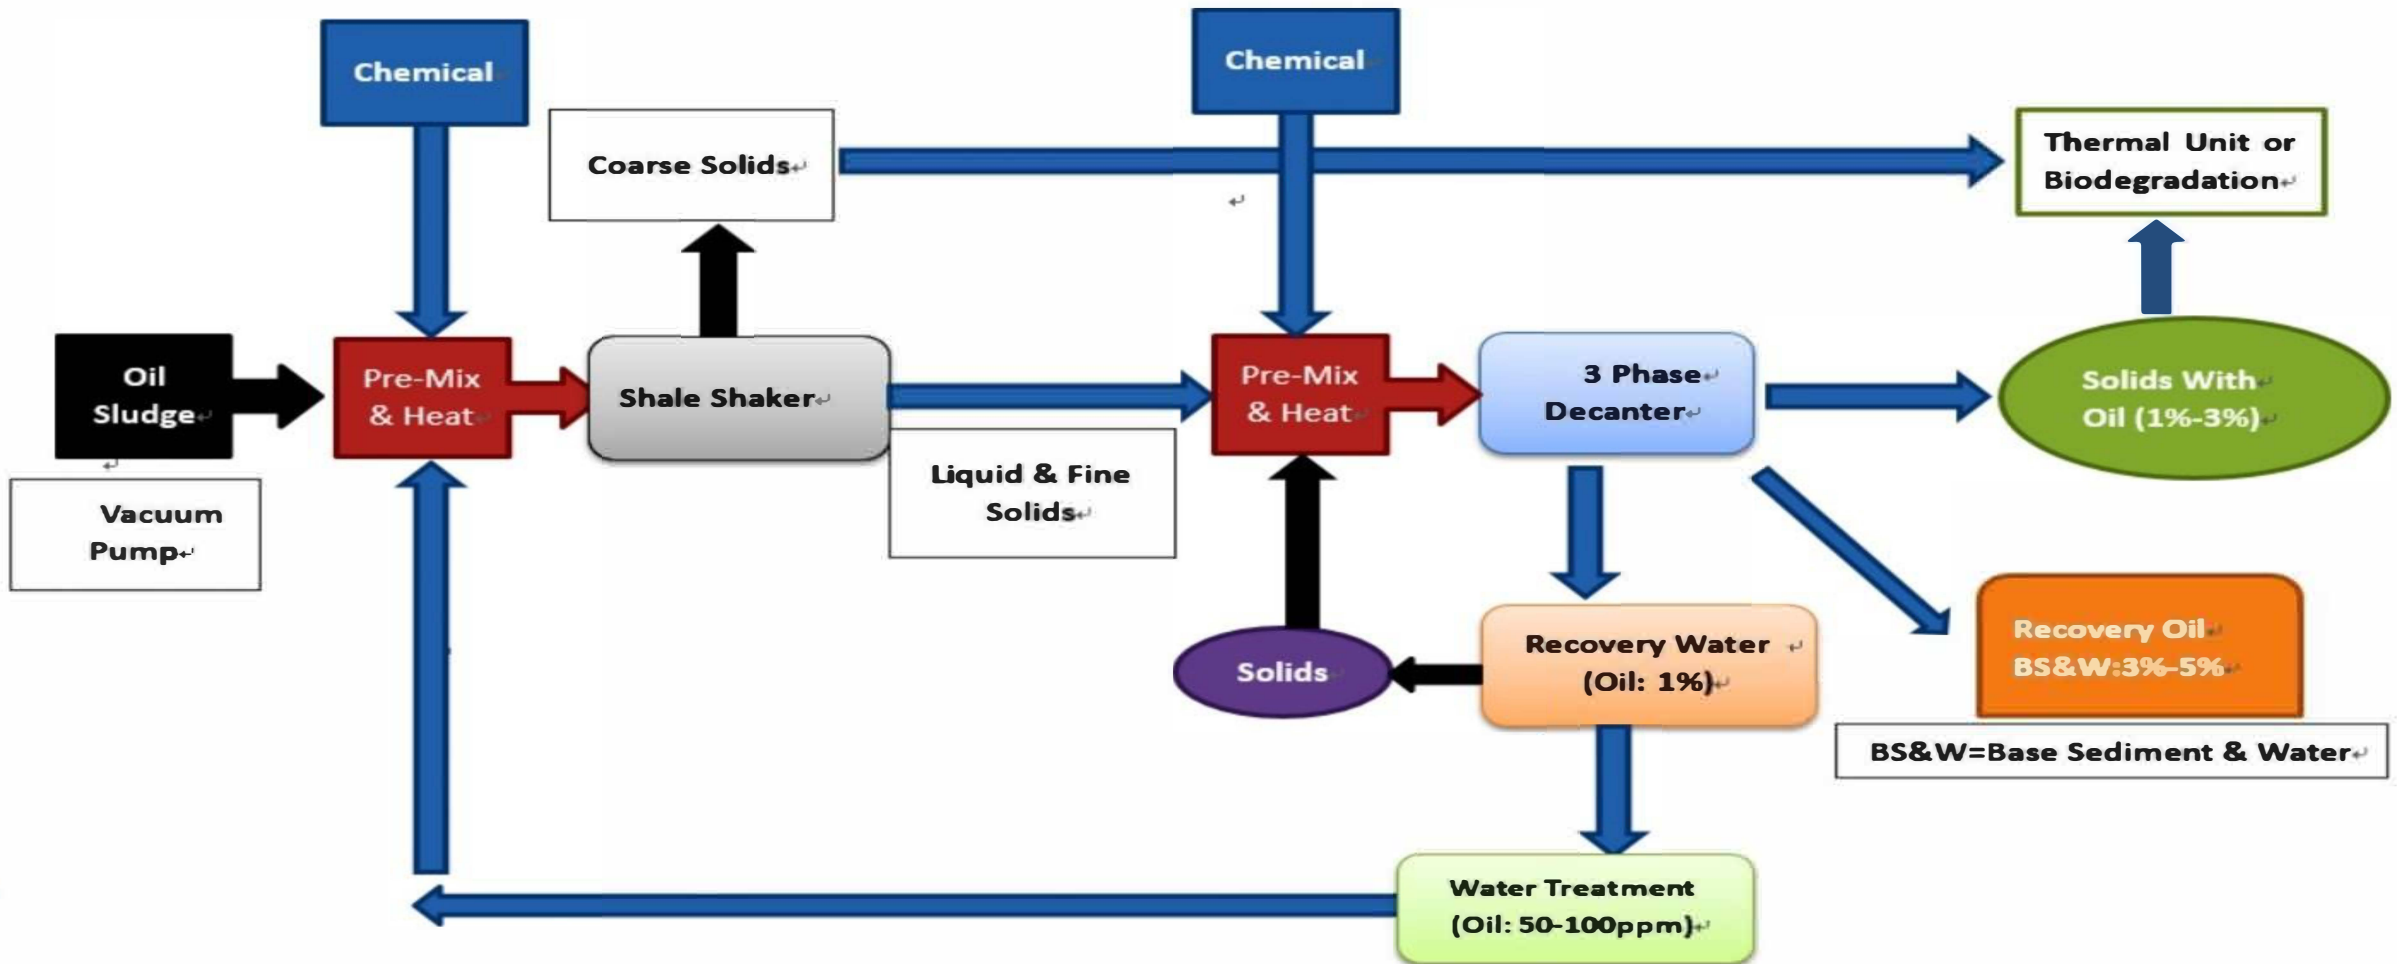 Chemical
Chemical
Coarse Solids
Thermal Unit or
Biodegradation
Oil
Sludge
Pre-Mix
& Heat
Shale Shaker
Pre-Mix
& Heat
3 Phase
Decanter
Solids With
Oil (1%-3%)
Vacuum
Pump
Liquid & Fine
Solids
Solids
Recovery Water
(Oil: 1%)
Recovery Oil
BS&W:3%-5%
BS&W=Base Sediment & Water
Water Treatment
(Oil: 50-100ppm)